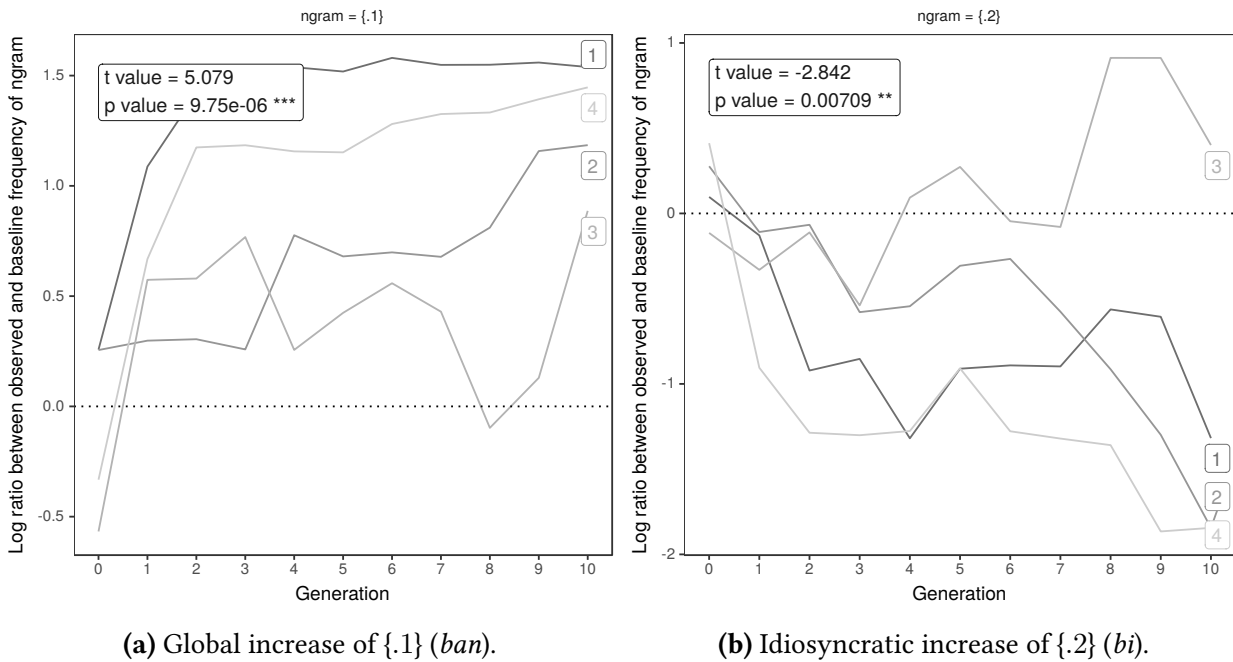 ngram = {.1}
Log ratio between observed and baseline frequency of ngram
1.5
1.0
0.5
0.0
-0.5
t value = 5.079
p value = 9.75e-06 ***
1
4
2
3
0 1 2 3 4 5 6 7 8 9 10
Generation
(a) Global increase of {.1} (ban).
ngram = {.2}
Log ratio between observed and baseline frequency of ngram
1
0
-1
-2
t value = -2.842
p value = 0.00709 **
3
1
2
4
0 1 2 3 4 5 6 7 8 9 10
Generation
(b) Idiosyncratic increase of {.2} (bi).